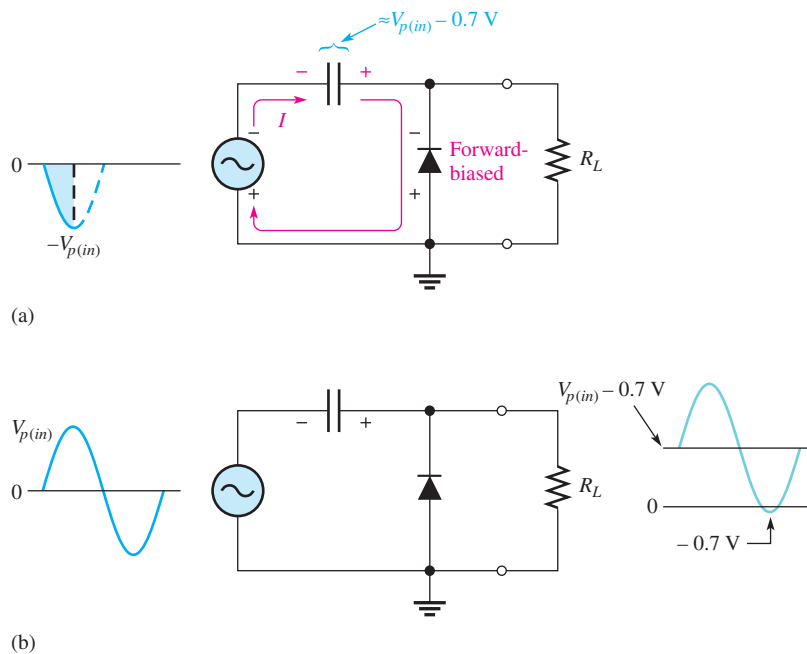 ≈V_p(in) – 0.7 V
– +
I
–
–
+
+
0
Forward-
biased
R_L
–V_p(in)
(a)
V_p(in) – 0.7 V
– +
V_p(in)
0
R_L
0
– 0.7 V
(b)